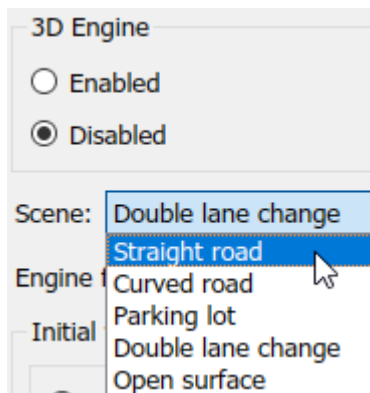 3D Engine
Enabled
Disabled
Scene: Double lane change
Straight road
Engine
Curved road
Parking lot
Initial
Double lane change
Open surface